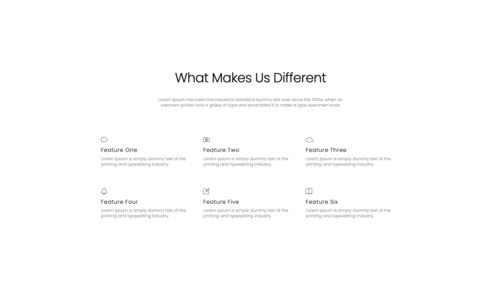 What Makes Us Different
Lorem Ipsum has been the industry's standard dummy text ever since the 1500s, when an
unknown printer took a galley of type and scrambled it to make a type specimen book.
Feature One
Lorem Ipsum is simply dummy text of the
printing and typesetting industry.
Feature Two
Lorem Ipsum is simply dummy text of the
printing and typesetting industry.
Feature Three
Lorem Ipsum is simply dummy text of the
printing and typesetting industry.
Feature Four
Lorem Ipsum is simply dummy text of the
printing and typesetting industry.
Feature Five
Lorem Ipsum is simply dummy text of the
printing and typesetting industry.
Feature Six
Lorem Ipsum is simply dummy text of the
printing and typesetting industry.